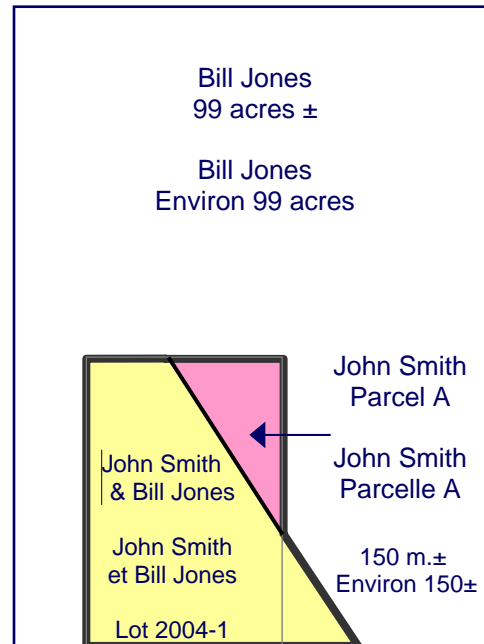 Bill Jones
99 acres ±
Bill Jones
Environ 99 acres
John Smith
Parcel A
John Smith
Parcelle A
John Smith
& Bill Jones
John Smith
et Bill Jones
Lot 2004-1
150 m.±
Environ 150±